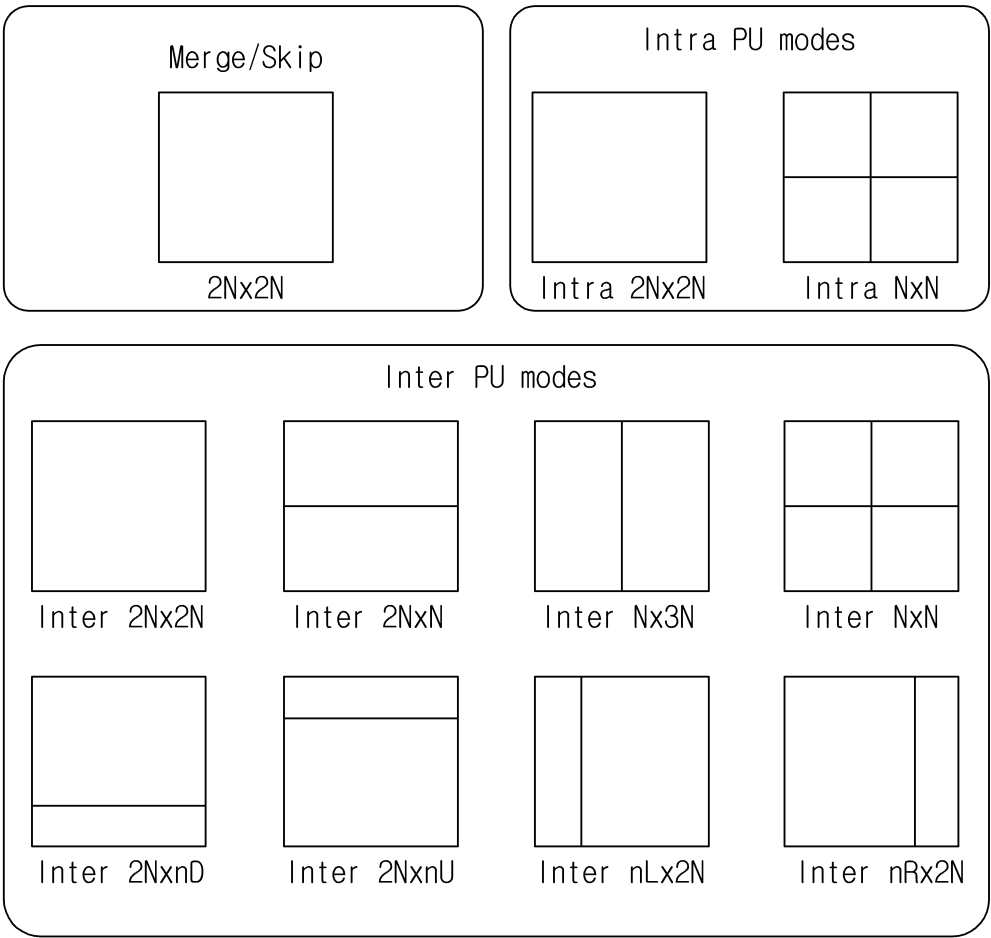 Merge/Skip
2Nx2N
Intra PU modes
Intra 2Nx2N
Intra NxN
Inter PU modes
Inter 2Nx2N
Inter 2NxN
Inter Nx3N
Inter NxN
Inter 2NxnD
Inter 2NxnU
Inter nLx2N
Inter nRx2N